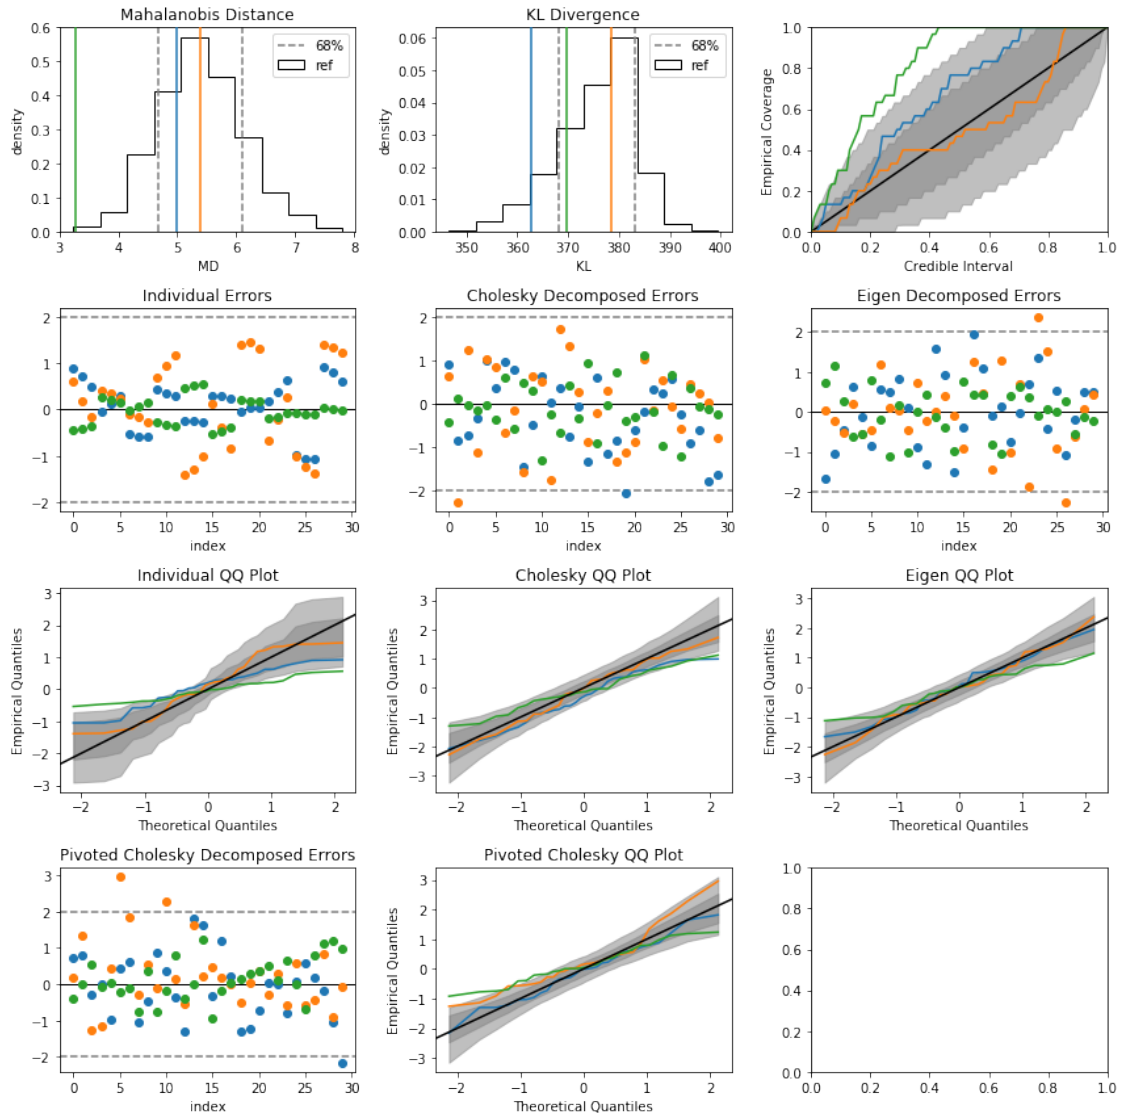 Mahalanobis Distance
0.6
0.5
0.4
0.3
0.2
0.1
0.0
density
68%
ref
3 4 5 6 7 8
MD
KL Divergence
0.06
0.05
0.04
0.03
0.02
0.01
0.00
density
68%
ref
350 360 370 380 390 400
KL
1.0
0.8
0.6
0.4
0.2
0.0
Empirical Coverage
0.0 0.2 0.4 0.6 0.8 1.0
Credible Interval
Individual Errors
2
1
0
−1
−2
0 5 10 15 20 25 30
index
Cholesky Decomposed Errors
2
1
0
−1
−2
0 5 10 15 20 25 30
index
Eigen Decomposed Errors
2
1
0
−1
−2
0 5 10 15 20 25 30
index
Individual QQ Plot
3
2
1
0
−1
−2
−3
Empirical Quantiles
−2 −1 0 1 2
Theoretical Quantiles
Cholesky QQ Plot
3
2
1
0
−1
−2
−3
Empirical Quantiles
−2 −1 0 1 2
Theoretical Quantiles
Eigen QQ Plot
3
2
1
0
−1
−2
−3
Empirical Quantiles
−2 −1 0 1 2
Theoretical Quantiles
Pivoted Cholesky Decomposed Errors
3
2
1
0
−1
−2
0 5 10 15 20 25 30
index
Pivoted Cholesky QQ Plot
3
2
1
0
−1
−2
−3
Empirical Quantiles
−2 −1 0 1 2
Theoretical Quantiles
1.0
0.8
0.6
0.4
0.2
0.0
0.0 0.2 0.4 0.6 0.8 1.0